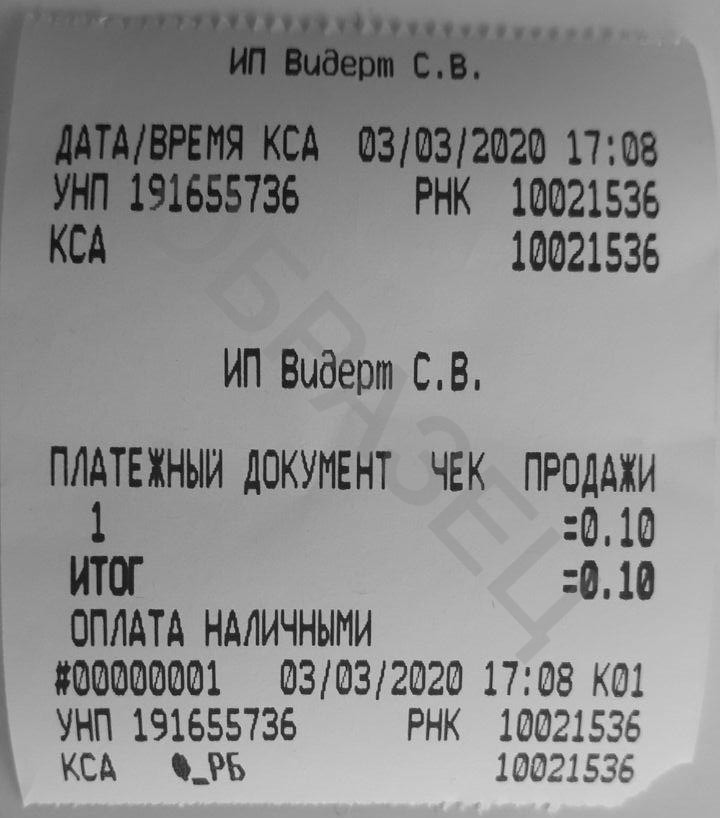 ИП Видерт С.В.
ДАТА/ВРЕМЯ КСА 03/03/2020 17:08
УНП 191655736 РНК 10021536
КСА 10021536
ОБРАЗЕЦ
ИП Видерт С.В.
ПЛАТЕЖНЫЙ ДОКУМЕНТ ЧЕК ПРОДАЖИ
1 =0.10
ИТОГ =0.10
ОПЛАТА НАЛИЧНЫМИ
#00000001 03/03/2020 17:08 К01
УНП 191655736 РНК 10021536
КСА _РБ 10021536